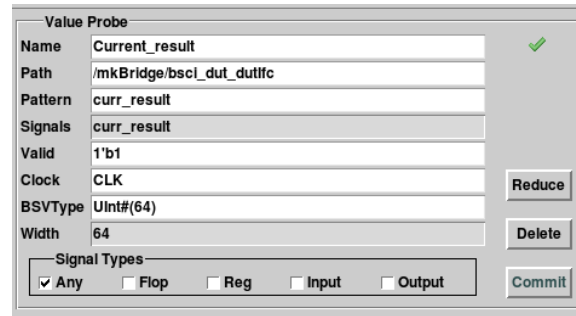 Value Probe
Name Current_result
Path /mkBridge/bsci_dut_dutIfc
Pattern curr_result
Signals curr_result
Valid 1'b1
Clock CLK
Reduce
BSVType UInt#(64)
Width 64
Delete
Signal Types
Any Flop Reg Input Output
Commit